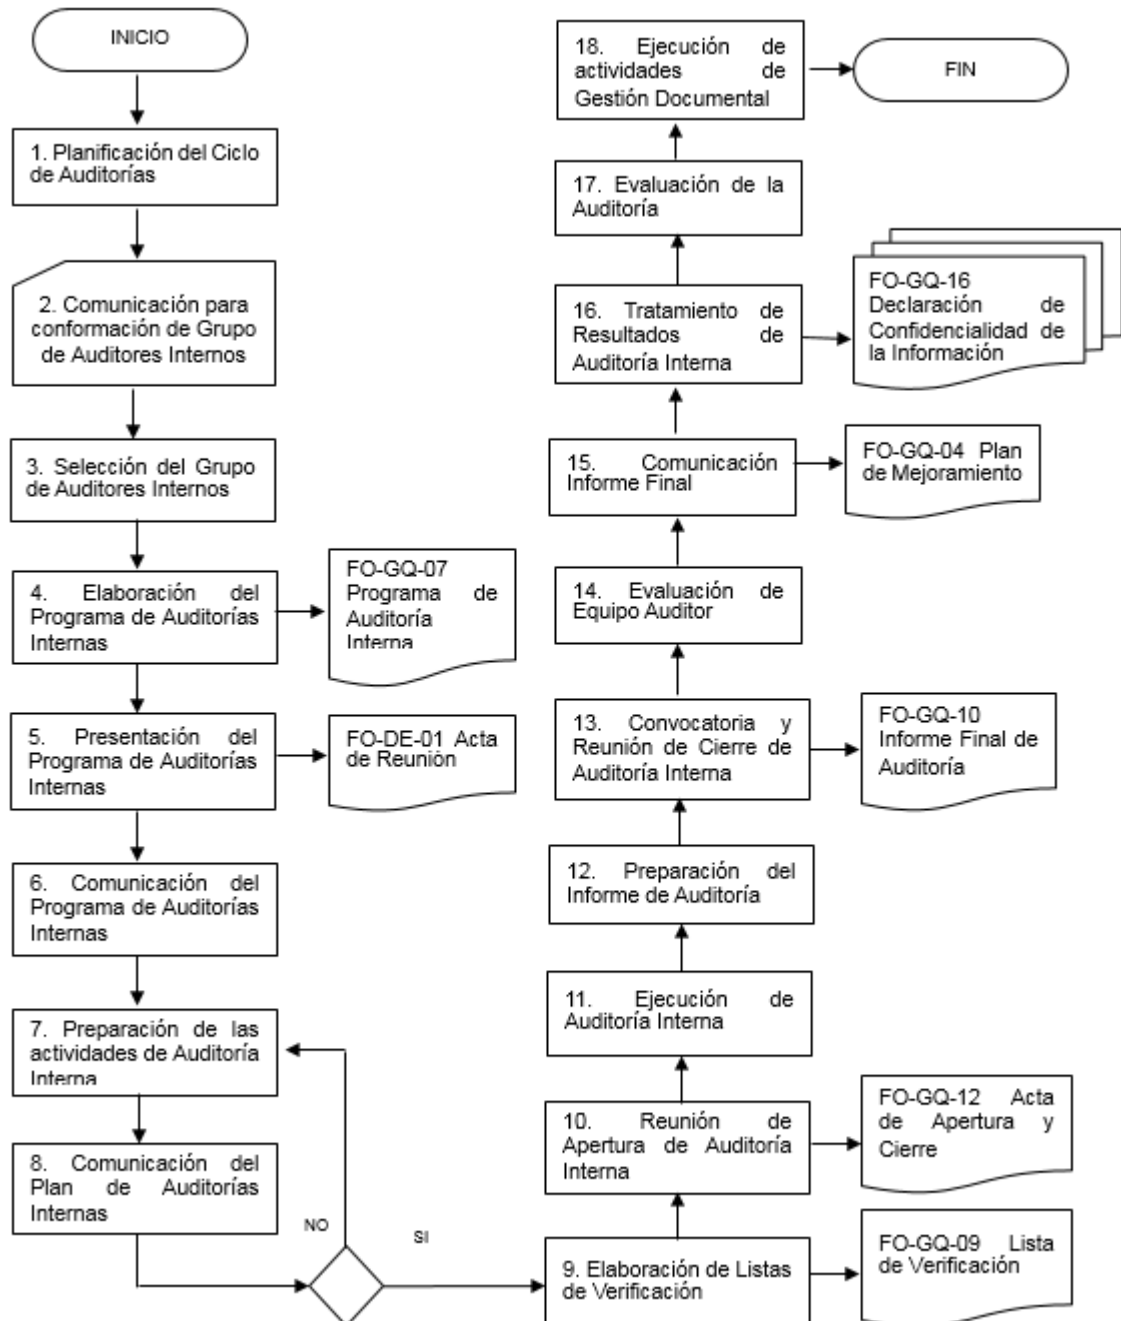 INICIO
1. Planificación del Ciclo
de Auditorías
2. Comunicación para
conformación de Grupo
de Auditores Internos
3. Selección del Grupo
de Auditores Internos
4. Elaboración del
Programa de Auditorías
Internas
FO-GQ-07
Programa de
Auditoría
Interna
5. Presentación del
Programa de Auditorías
Internas
FO-DE-01 Acta
de Reunión
6. Comunicación del
Programa de Auditorías
Internas
7. Preparación de las
actividades de Auditoría
Interna
8. Comunicación del
Plan de Auditorías
Internas
NO
SI
9. Elaboración de Listas
de Verificación
FO-GQ-09 Lista
de Verificación
10. Reunión de
Apertura de Auditoría
Interna
FO-GQ-12 Acta
de Apertura y
Cierre
11. Ejecución de
Auditoría Interna
12. Preparación del
Informe de Auditoría
13. Convocatoria y
Reunión de Cierre de
Auditoría Interna
FO-GQ-10
Informe Final de
Auditoría
14. Evaluación de
Equipo Auditor
15. Comunicación
Informe Final
FO-GQ-04 Plan
de Mejoramiento
16. Tratamiento de
Resultados de
Auditoría Interna
FO-GQ-16
Declaración de
Confidencialidad de
la Información
17. Evaluación de la
Auditoría
18. Ejecución de
actividades de
Gestión Documental
FIN